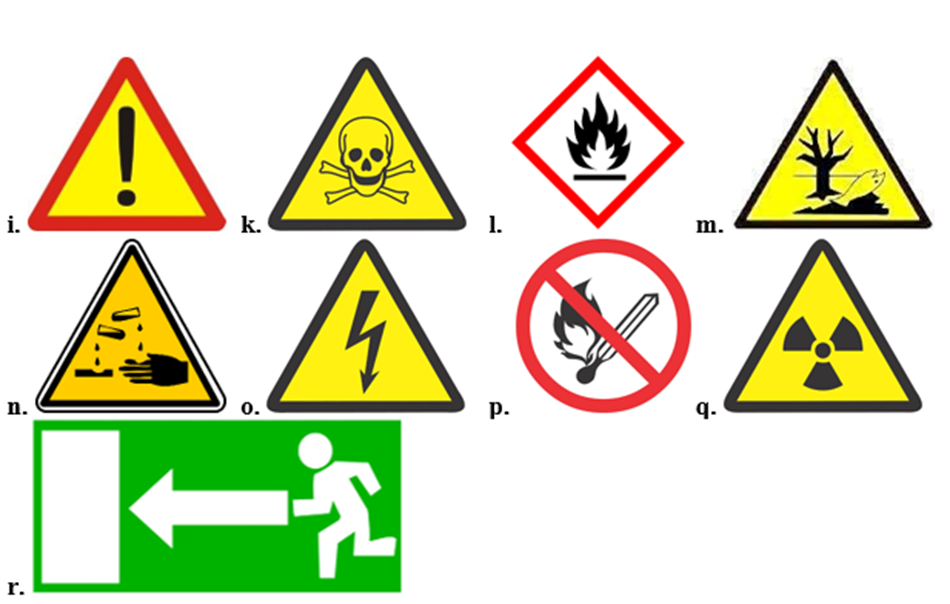 i. k. l. m.
n. o. p. q.
r.